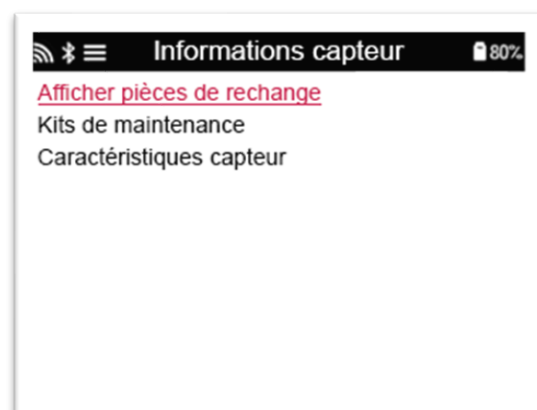 Informations capteur 80%
Afficher pièces de rechange
Kits de maintenance
Caractéristiques capteur